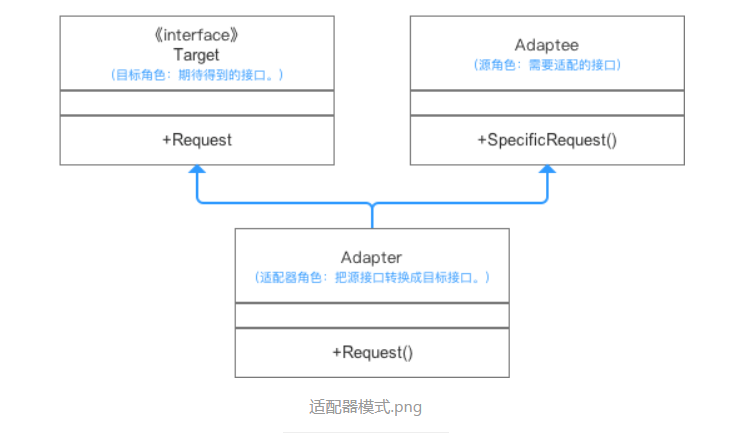 《interface》
Target
(目标角色：期待得到的接口。)
+Request
Adaptee
(源角色：需要适配的接口)
+SpecificRequest()
Adapter
(适配器角色：把源接口转换成目标接口。)
+Request()
适配器模式.png